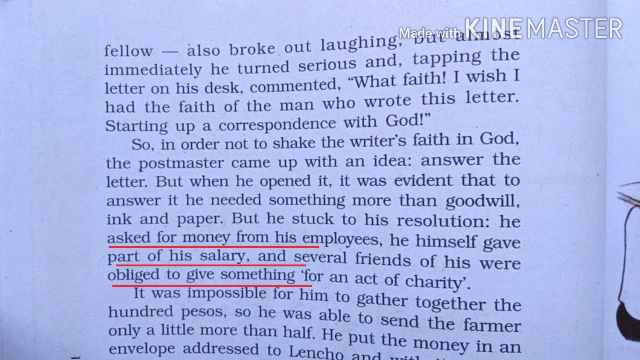 Made with KINEMASTER
fellow — also broke out laughing, but almost
immediately he turned serious and, tapping the
letter on his desk, commented, "What faith! I wish I
had the faith of the man who wrote this letter.
Starting up a correspondence with God!"
So, in order not to shake the writer's faith in God,
the postmaster came up with an idea: answer the
letter. But when he opened it, it was evident that to
answer it he needed something more than goodwill,
ink and paper. But he stuck to his resolution: he
asked for money from his employees, he himself gave
part of his salary, and several friends of his were
obliged to give something 'for an act of charity'.
It was impossible for him to gather together the
hundred pesos, so he was able to send the farmer
only a little more than half. He put the money in an
envelope addressed to Lencho and with